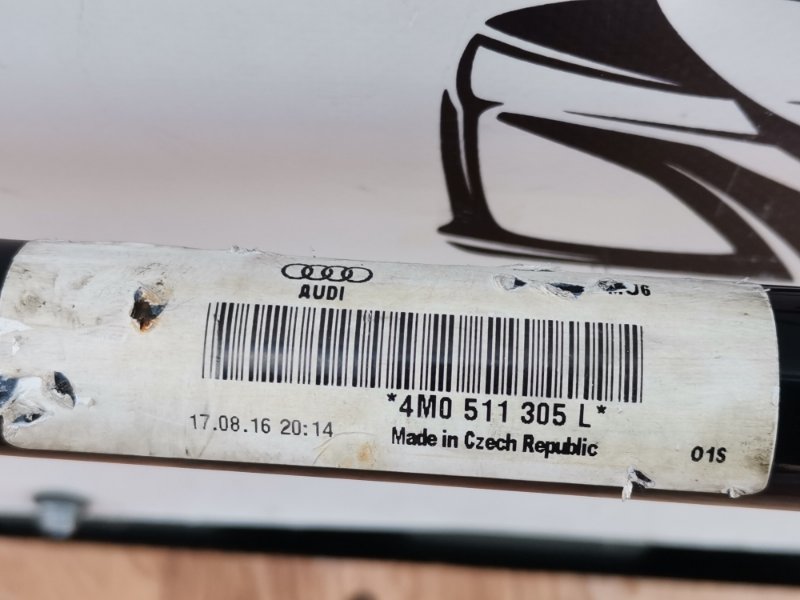 AUDI
*4M0 511 305 L*
17.08.16 20:14
Made in Czech Republic
01S